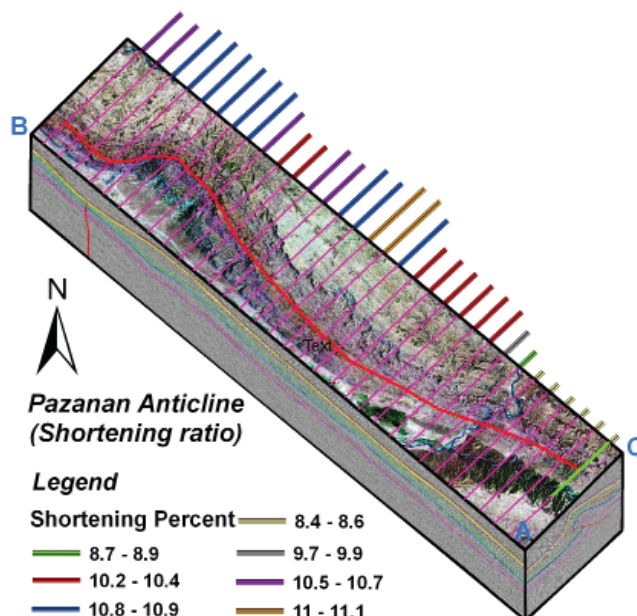 B
C
Text
N
Pazanan Anticline
(Shortening ratio)
A
Legend
Shortening Percent
8.4 - 8.6
8.7 - 8.9
9.7 - 9.9
10.2 - 10.4
10.5 - 10.7
10.8 - 10.9
11 - 11.1